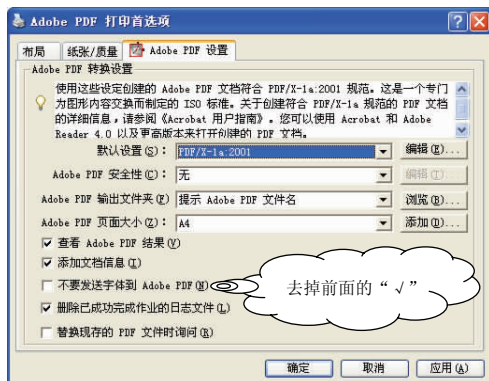 Adobe PDF 打印首选项
布局 纸张/质量 Adobe PDF 设置
Adobe PDF 转换设置
使用这些设定创建的 Adobe PDF 文档符合 PDF/X-1a:2001 规范。这是一个专门
为图形内容交换而制定的 ISO 标准。关于创建符合 PDF/X-1a 规范的 PDF 文档
的详细信息,请参阅《Acrobat 用户指南》。您可以使用 Acrobat 和 Adobe
Reader 4.0 以及更高版本来打开创建的 PDF 文档。
默认设置(S): PDF/X-1a:2001 编辑(E)...
Adobe PDF 安全性(C): 无 编辑(T)...
Adobe PDF 输出文件夹(F) 提示 Adobe PDF 文件名 浏览(B)...
Adobe PDF 页面大小(Z): A4 添加(D)...
查看 Adobe PDF 结果(V)
添加文档信息(I)
不要发送字体到 Adobe PDF(N)
去掉前面的“√”
删除已成功完成作业的日志文件(L)
替换现存的 PDF 文件时询问(R)
确定 取消 应用(A)